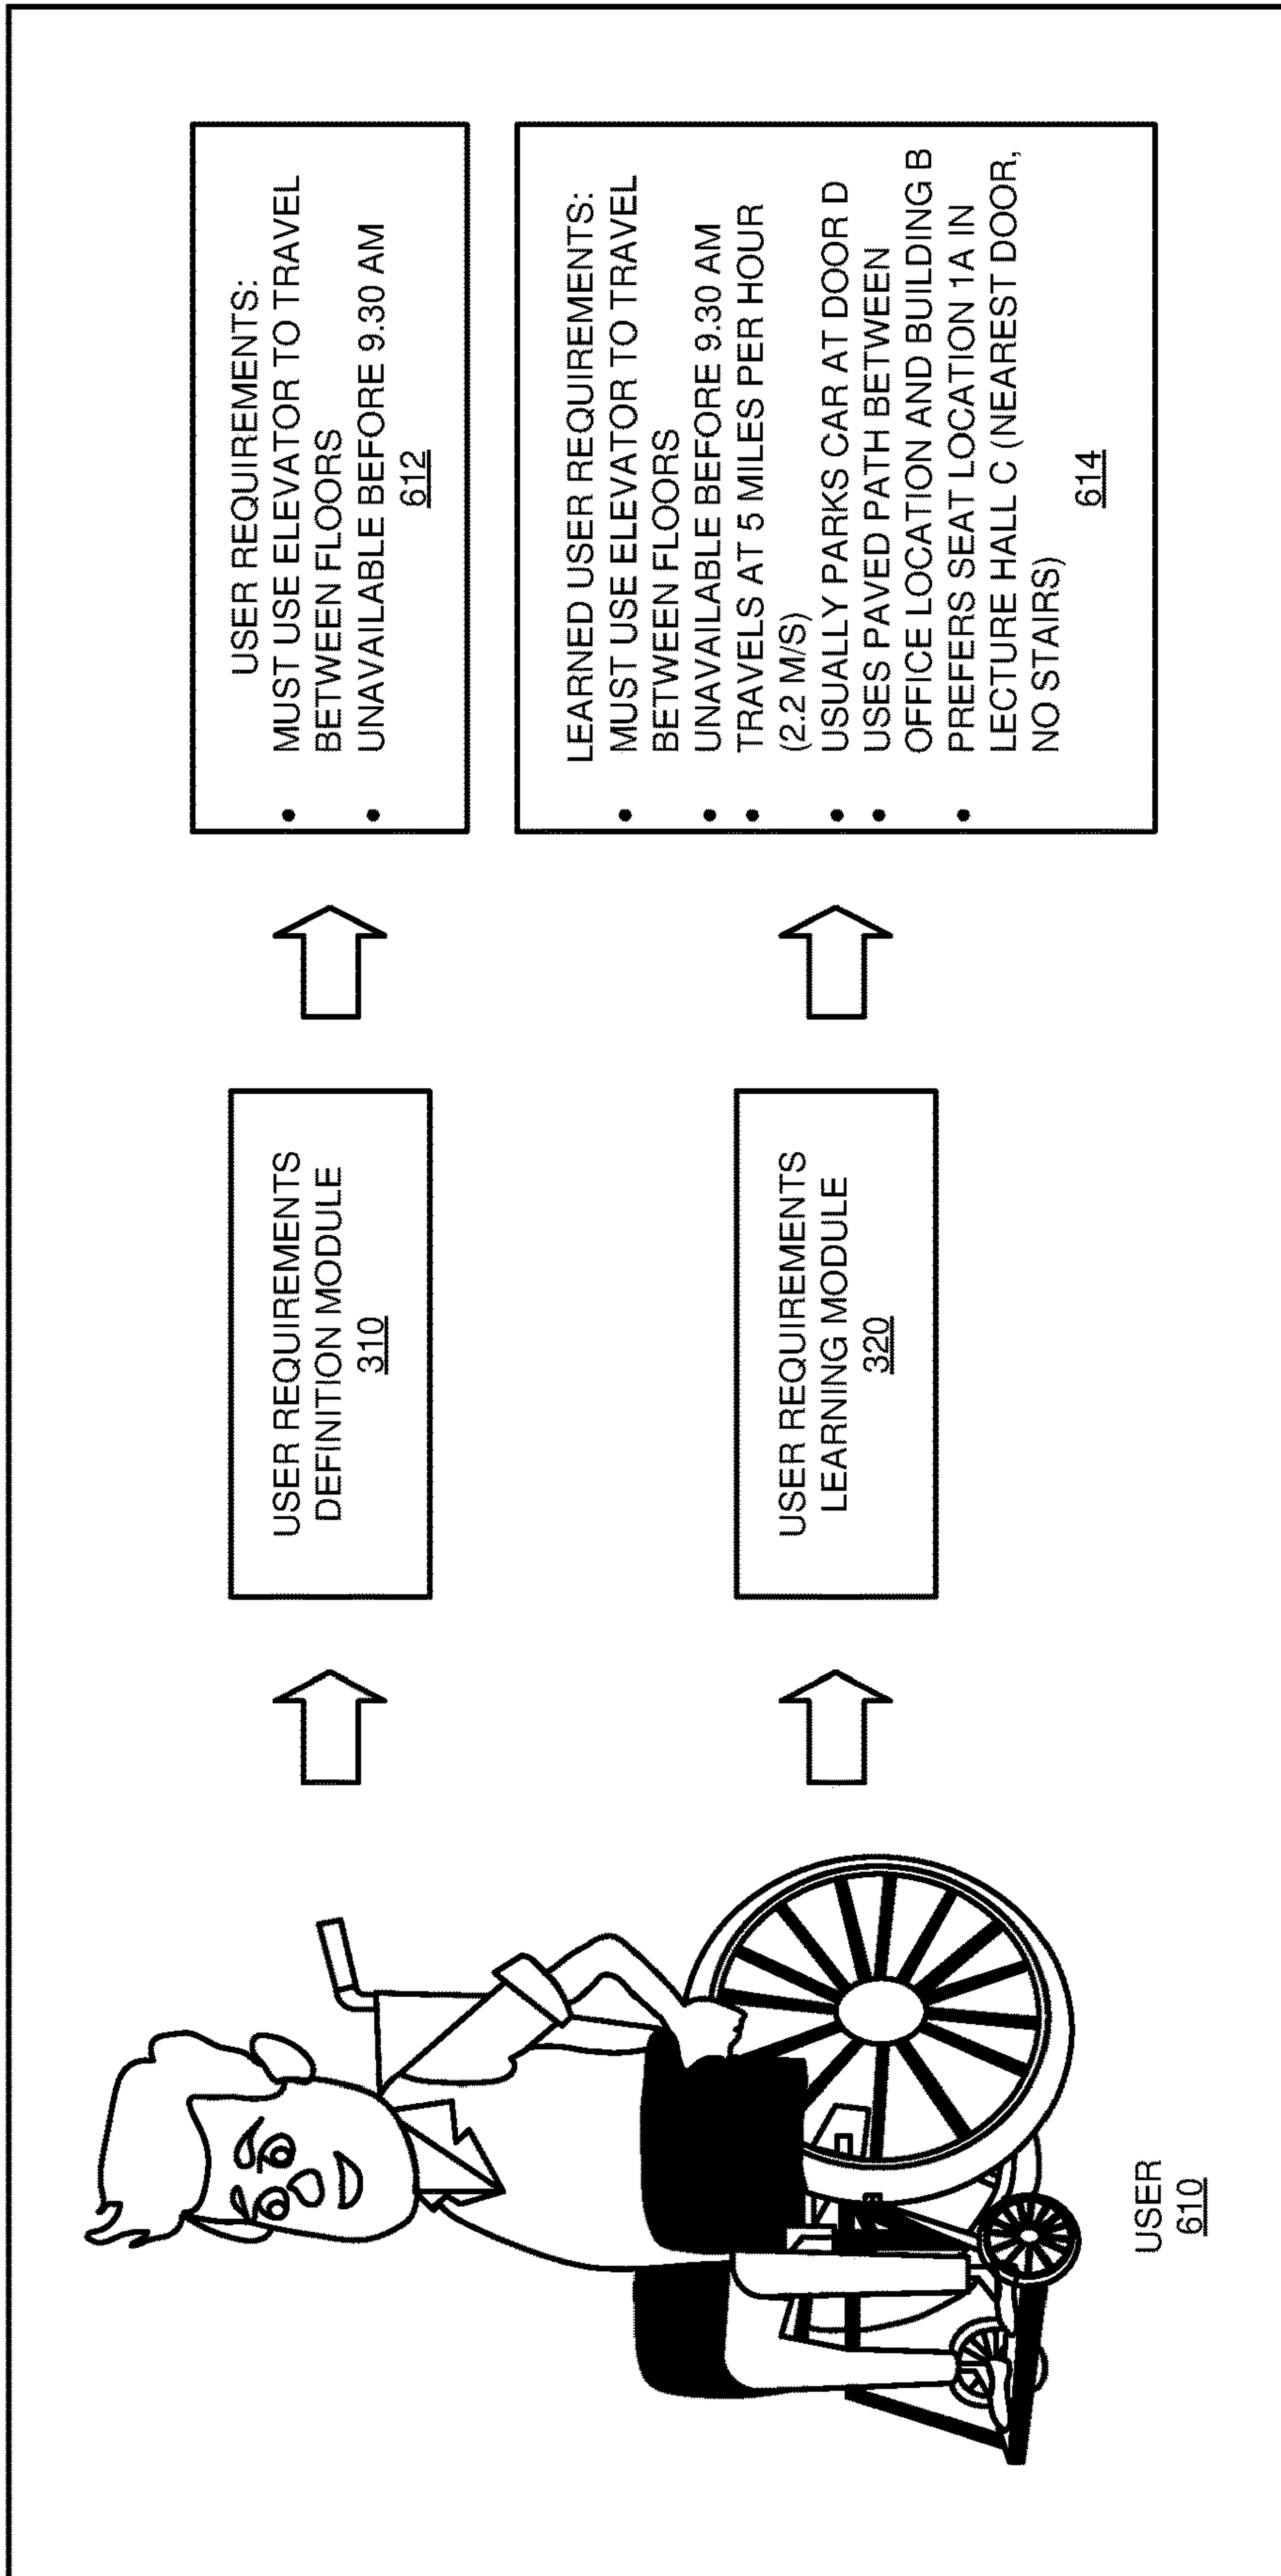 USER
610
USER REQUIREMENTS
DEFINITION MODULE
310
USER REQUIREMENTS:
• MUST USE ELEVATOR TO TRAVEL
BETWEEN FLOORS
• UNAVAILABLE BEFORE 9.30 AM
612
USER REQUIREMENTS
LEARNING MODULE
320
LEARNED USER REQUIREMENTS:
• MUST USE ELEVATOR TO TRAVEL
BETWEEN FLOORS
• UNAVAILABLE BEFORE 9.30 AM
• TRAVELS AT 5 MILES PER HOUR
(2.2 M/S)
• USUALLY PARKS CAR AT DOOR D
• USES PAVED PATH BETWEEN
OFFICE LOCATION AND BUILDING B
• PREFERS SEAT LOCATION 1A IN
LECTURE HALL C (NEAREST DOOR,
NO STAIRS)
614